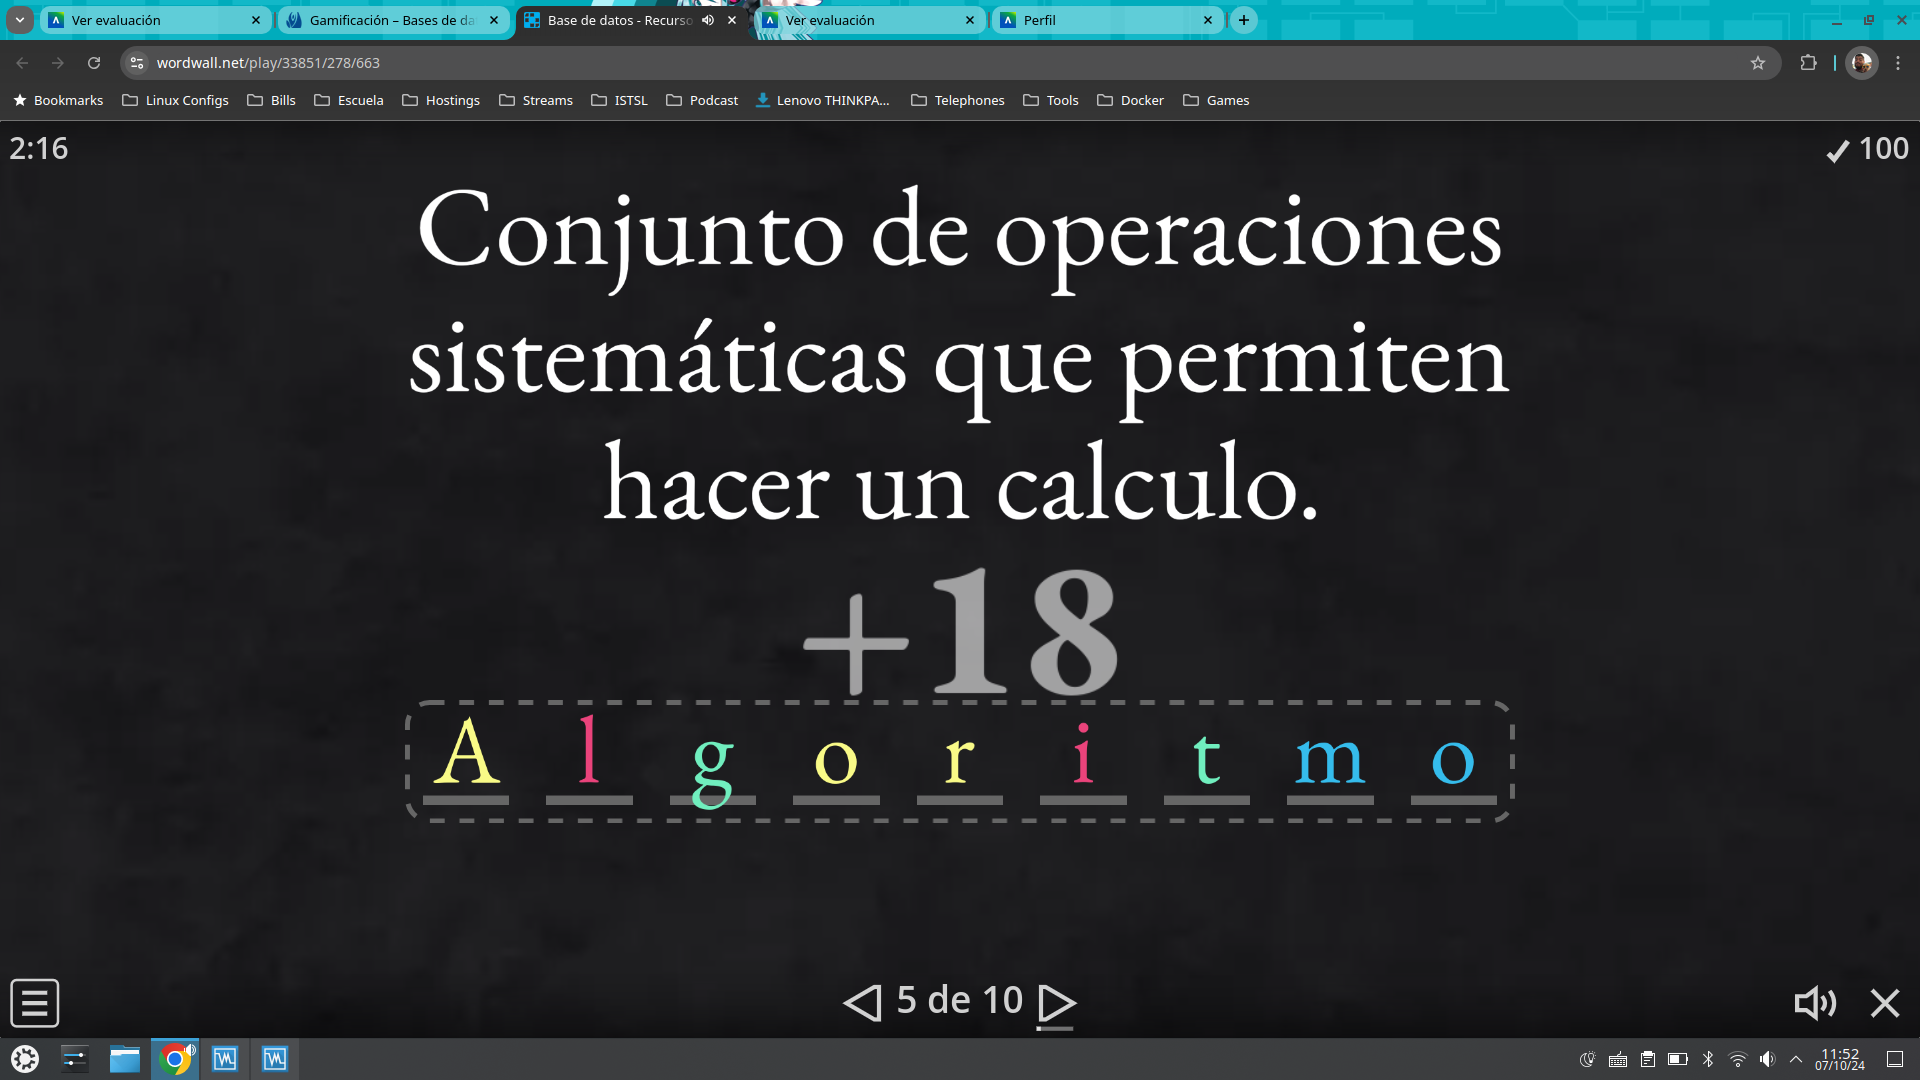 Ver evaluación
Gamificación – Bases de da
Base de datos - Recurso
Ver evaluación
Perfil
wordwall.net/play/33851/278/663
Bookmarks Linux Configs Bills Escuela Hostings Streams ISTSL Podcast Lenovo THINKPA... Telephones Tools Docker Games
2:16
100
Conjunto de operaciones
sistemáticas que permiten
hacer un calculo.
+18
A l g o r i t m o
5 de 10
11:52
07/10/24